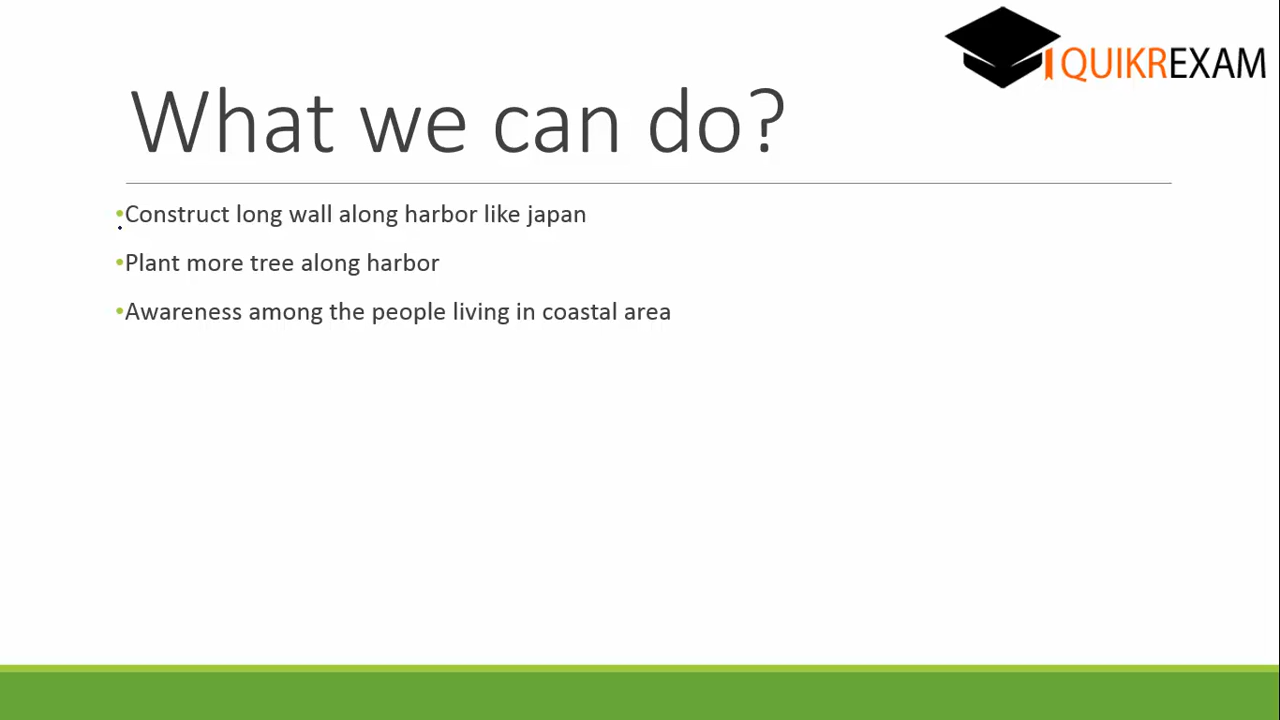 QUIKREXAM
What we can do?
•Construct long wall along harbor like japan
•Plant more tree along harbor
•Awareness among the people living in coastal area